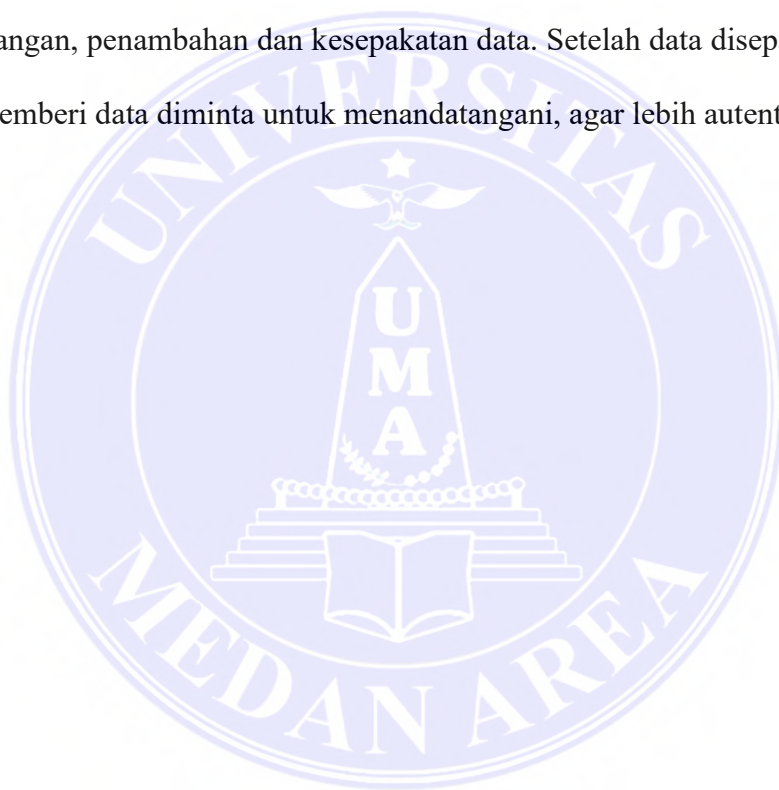 angan, penambahan dan kesepakatan data. Setelah data disep
emberi data diminta untuk menandatangani, agar lebih autent
UNIVERSITAS
U
M
A
MEDAN AREA